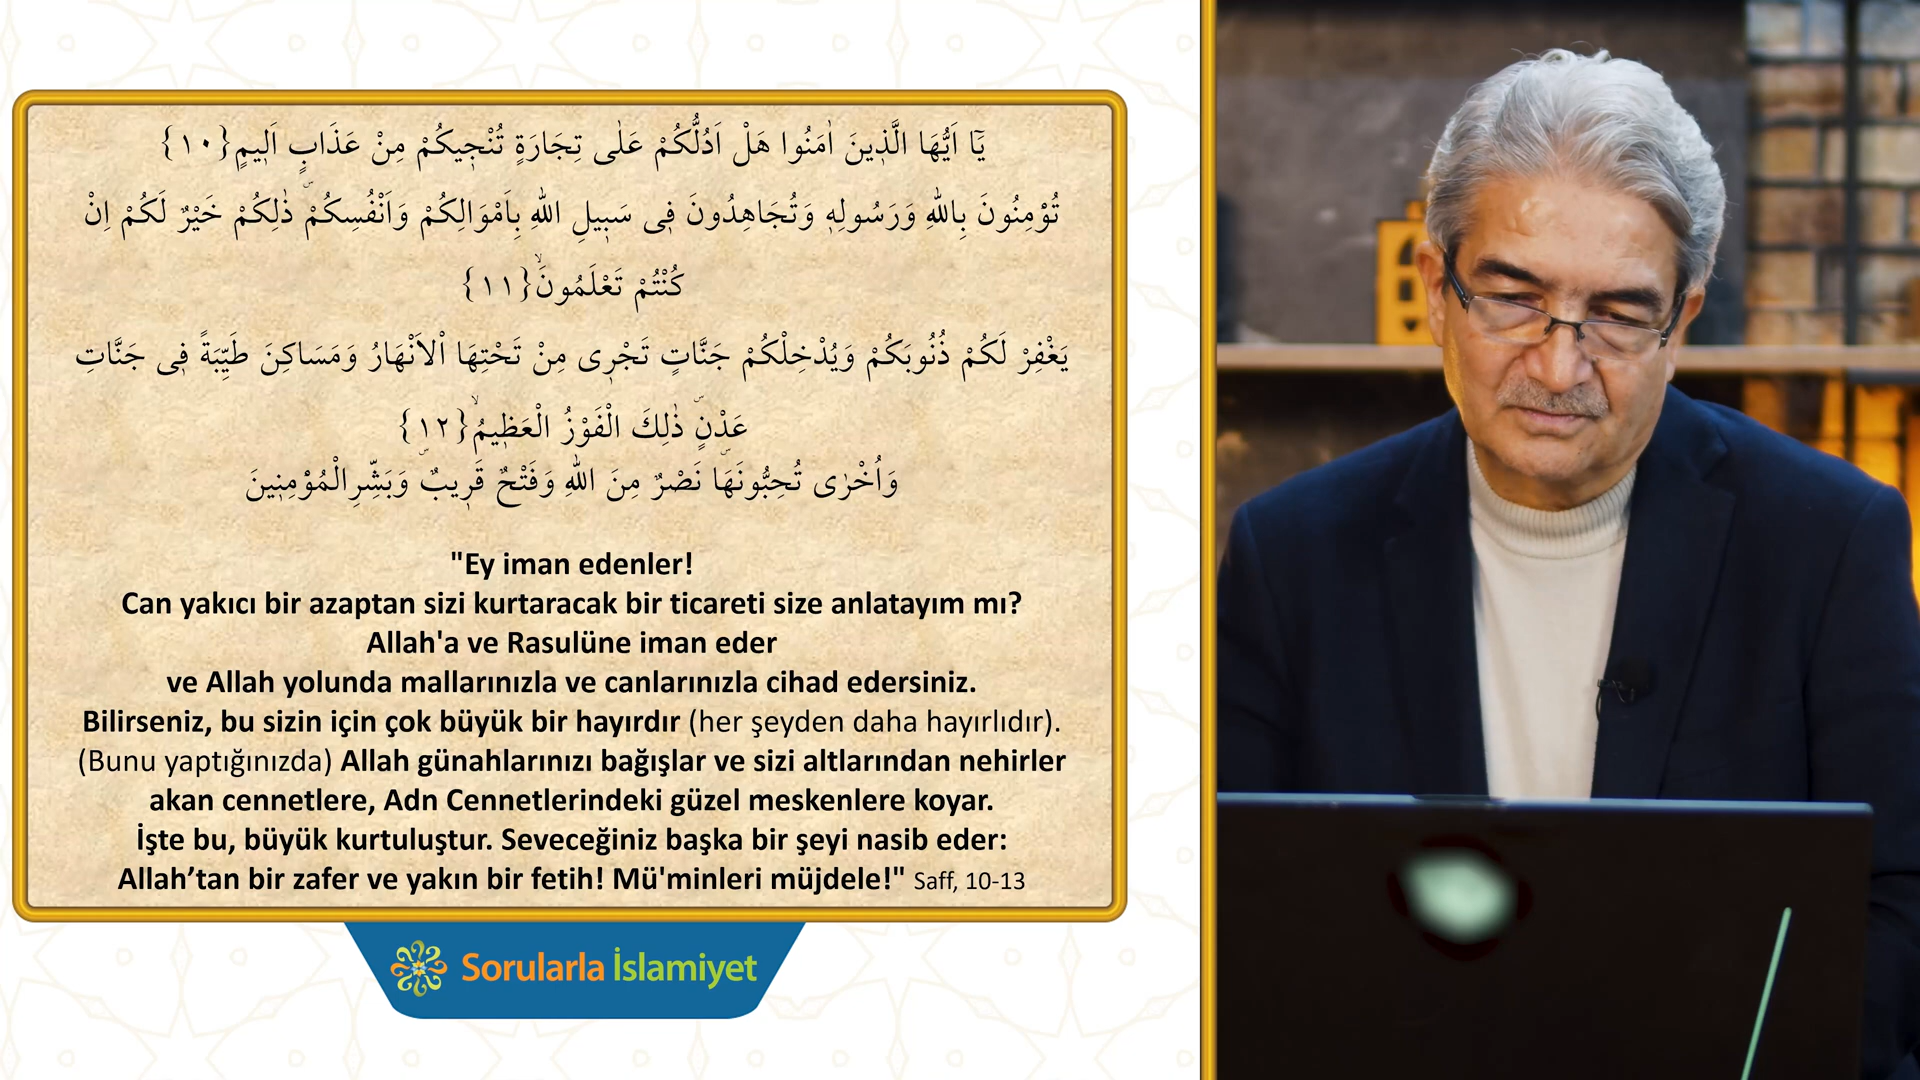 يَٓا اَيُّهَا الَّذٖينَ اٰمَنُوا هَلْ اَدُلُّكُمْ عَلٰى تِجَارَةٍ تُنْجٖيكُمْ مِنْ عَذَابٍ اَلٖيمٍ{١٠}
تُؤْمِنُونَ بِاللّٰهِ وَرَسُولِهٖ وَتُجَاهِدُونَ فٖى سَبٖيلِ اللّٰهِ بِاَمْوَالِكُمْ وَاَنْفُسِكُمْۜ ذٰلِكُمْ خَيْرٌ لَكُمْ اِنْ
كُنْتُمْ تَعْلَمُونَۙ{١١}
يَغْفِرْ لَكُمْ ذُنُوبَكُمْ وَيُدْخِلْكُمْ جَنَّاتٍ تَجْرٖى مِنْ تَحْتِهَا الْاَنْهَارُ وَمَسَاكِنَ طَيِّبَةً فٖى جَنَّاتِ
عَدْنٍۜ ذٰلِكَ الْفَوْزُ الْعَظٖيمُۙ{١٢}
وَاُخْرٰى تُحِبُّونَهَاۜ نَصْرٌ مِنَ اللّٰهِ وَفَتْحٌ قَرٖيبٌۜ وَبَشِّرِالْمُؤْمِنٖينَ
"Ey iman edenler!
Can yakıcı bir azaptan sizi kurtaracak bir ticareti size anlatayım mı?
Allah'a ve Rasulüne iman eder
ve Allah yolunda mallarınızla ve canlarınızla cihad edersiniz.
Bilirseniz, bu sizin için çok büyük bir hayırdır (her şeyden daha hayırlıdır).
(Bunu yaptığınızda) Allah günahlarınızı bağışlar ve sizi altlarından nehirler
akan cennetlere, Adn Cennetlerindeki güzel meskenlere koyar.
İşte bu, büyük kurtuluştur. Seveceğiniz başka bir şeyi nasib eder:
Allah’tan bir zafer ve yakın bir fetih! Mü'minleri müjdele!" Saff, 10-13
Sorularla İslamiyet